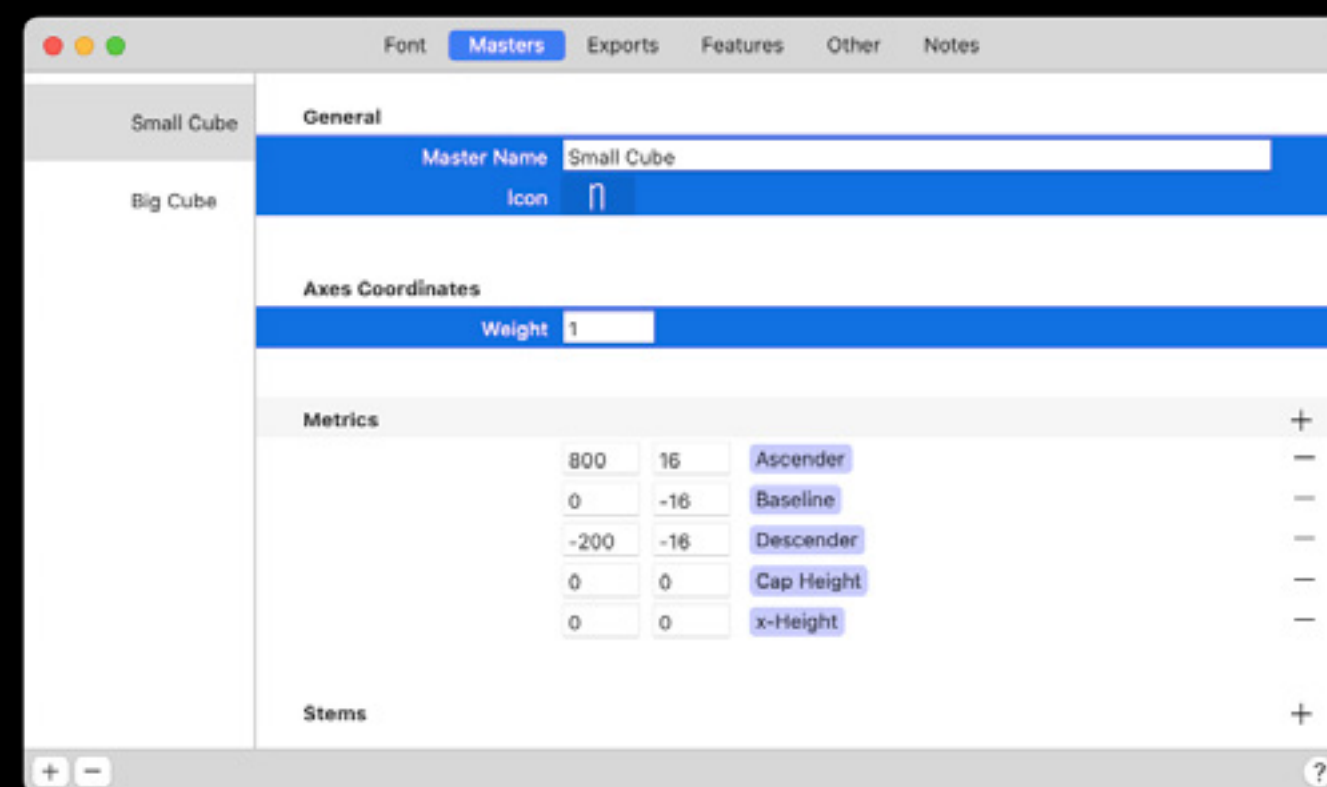 Font Masters Exports Features Other Notes
Small Cube
Big Cube
General
Master Name Small Cube
Icon n
Axes Coordinates
Weight 1
Metrics +
800 16 Ascender −
0 -16 Baseline −
-200 -16 Descender −
0 0 Cap Height −
0 0 x-Height −
Stems +
+ − ?